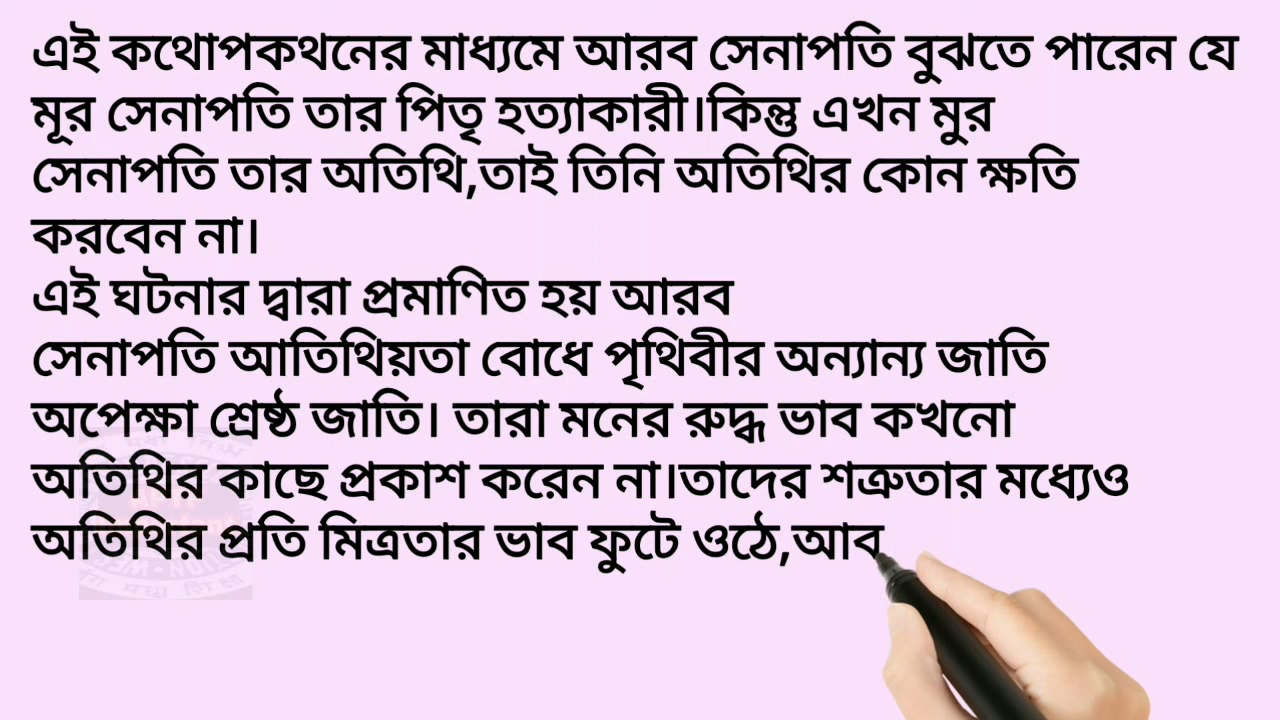 এই কথোপকথনের মাধ্যমে আরব সেনাপতি বুঝতে পারেন যে
মূর সেনাপতি তার পিতৃ হত্যাকারী।কিন্তু এখন মুর
সেনাপতি তার অতিথি,তাই তিনি অতিথির কোন ক্ষতি
করবেন না।
এই ঘটনার দ্বারা প্রমাণিত হয় আরব
সেনাপতি আতিথিয়তা বোধে পৃথিবীর অন্যান্য জাতি
অপেক্ষা শ্রেষ্ঠ জাতি। তারা মনের রুদ্ধ ভাব কখনো
অতিথির কাছে প্রকাশ করেন না।তাদের শত্রুতার মধ্যেও
অতিথির প্রতি মিত্রতার ভাব ফুটে ওঠে,আব